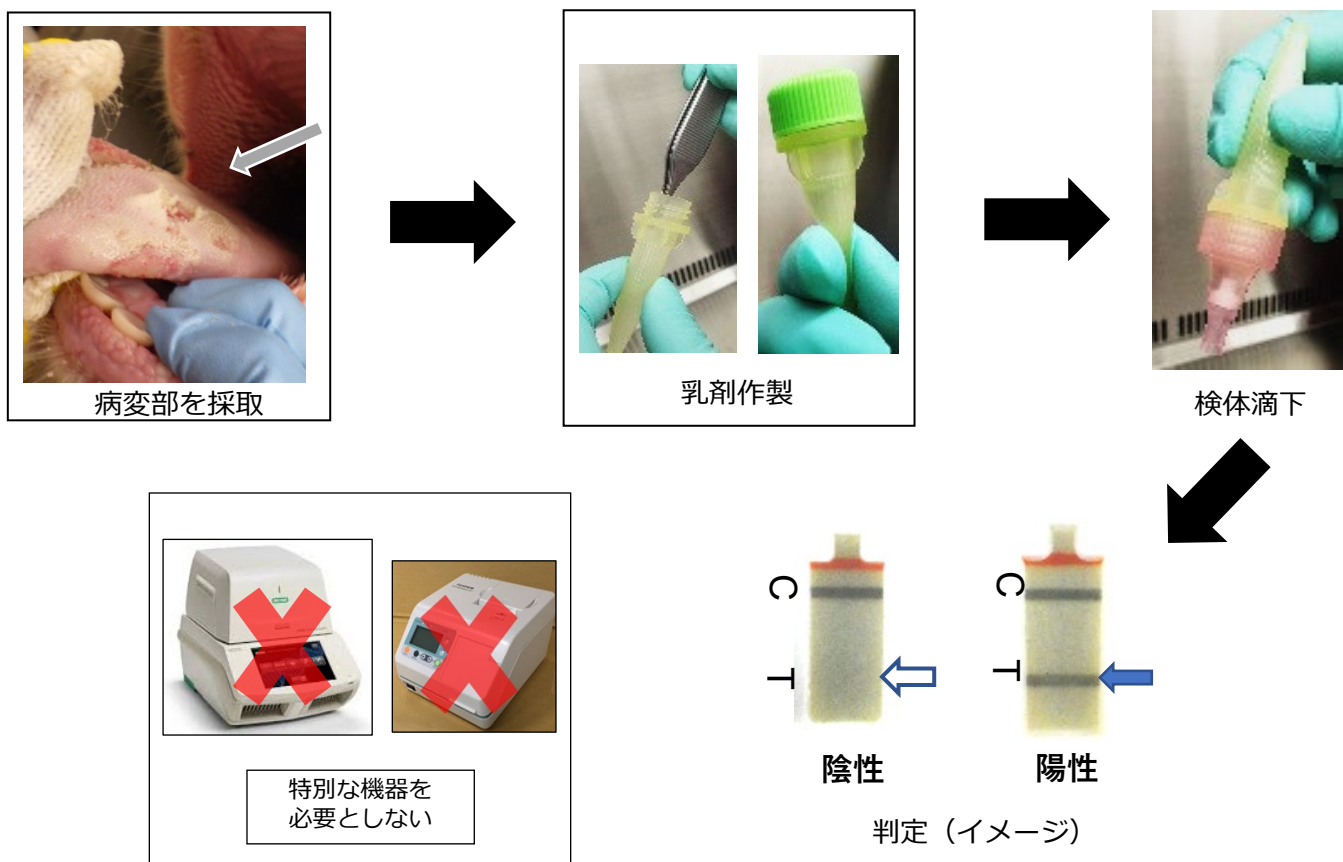 病変部を採取
乳剤作製
検体滴下
特別な機器を
必要としない
C
T
陰性
C
T
陽性
判定（イメージ）